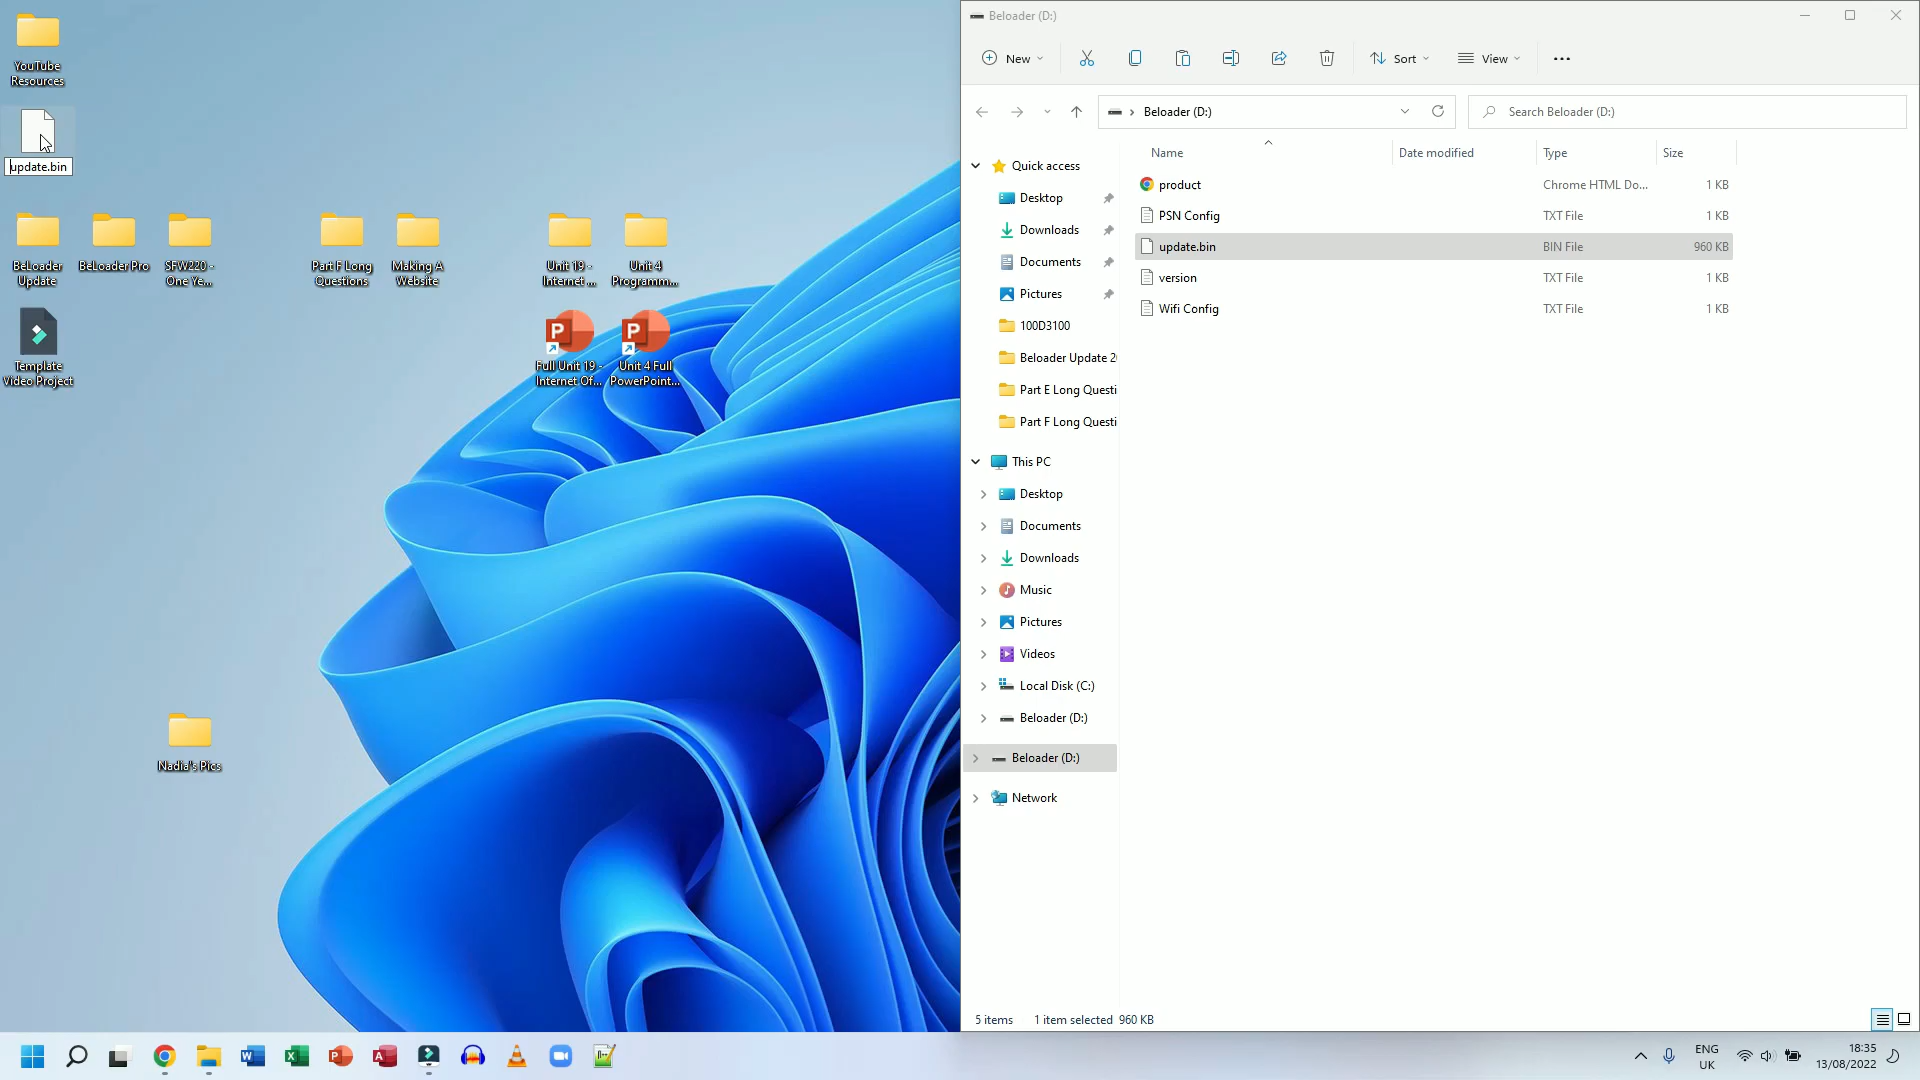 YouTube
Resources
update.bin
BeLoader
Update
BeLoader Pro
SFW220 -
One Ye...
Part F Long
Questions
Making A
Website
Unit 19 -
Internet ...
Unit 4
Programm...
Template
Video Project
Full Unit 19 -
Internet Of...
Unit 4 Full
PowerPoint...
Nadia's Pics
Beloader (D:)
New
Sort
View
Beloader (D:)
Search Beloader (D:)
Name
Date modified
Type
Size
product
Chrome HTML Do...
1 KB
PSN Config
TXT File
1 KB
update.bin
BIN File
960 KB
version
TXT File
1 KB
Wifi Config
TXT File
1 KB
Quick access
Desktop
Downloads
Documents
Pictures
100D3100
Beloader Update 2
Part E Long Questi
Part F Long Questi
This PC
Desktop
Documents
Downloads
Music
Pictures
Videos
Local Disk (C:)
Beloader (D:)
Beloader (D:)
Network
5 items
1 item selected 960 KB
ENG
UK
18:35
13/08/2022